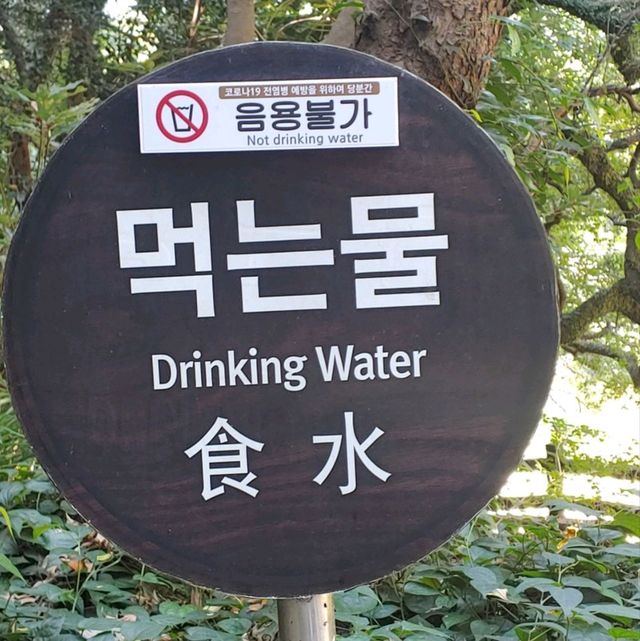 코로나19 전염병 예방을 위하여 당분간
음용불가
Not drinking water
먹는물
Drinking Water
食水